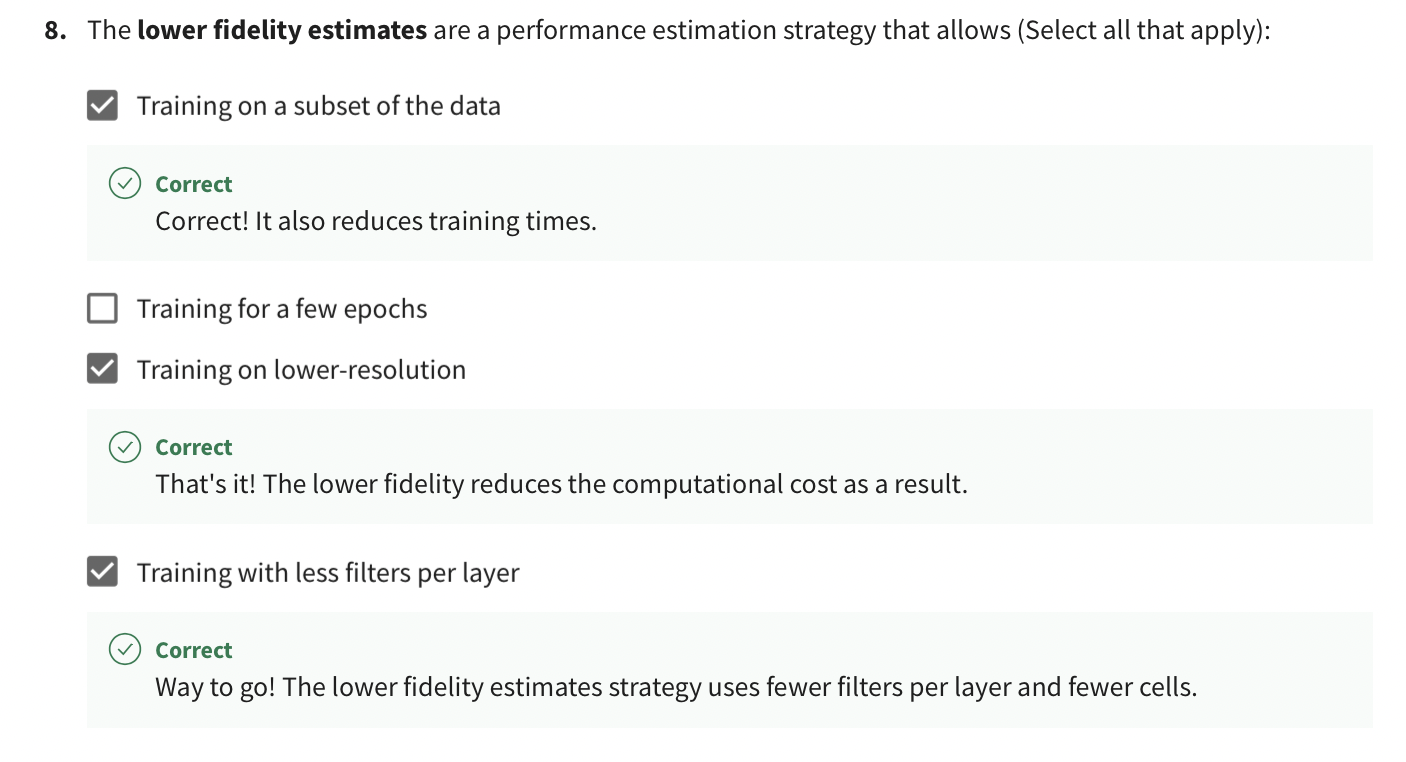 8. The lower fidelity estimates are a performance estimation strategy that allows (Select all that apply):
Training on a subset of the data
Correct
Correct! It also reduces training times.
Training for a few epochs
Training on lower-resolution
Correct
That's it! The lower fidelity reduces the computational cost as a result.
Training with less filters per layer
Correct
Way to go! The lower fidelity estimates strategy uses fewer filters per layer and fewer cells.